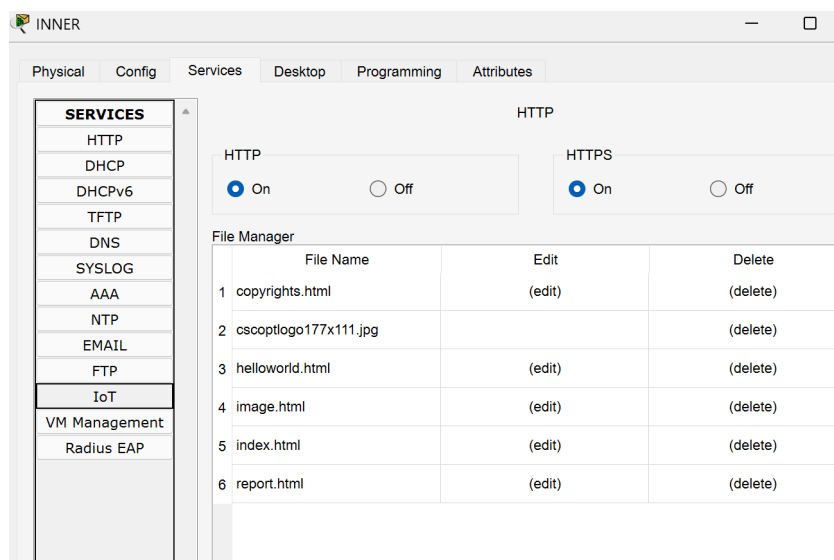 INNER
Physical Config Services Desktop Programming Attributes
SERVICES
HTTP
DHCP
DHCPv6
TFTP
DNS
SYSLOG
AAA
NTP
EMAIL
FTP
IoT
VM Management
Radius EAP
HTTP
HTTP
On Off
HTTPS
On Off
File Manager
File Name Edit Delete
1 copyrights.html (edit) (delete)
2 cscoptlogo177x111.jpg (delete)
3 helloworld.html (edit) (delete)
4 image.html (edit) (delete)
5 index.html (edit) (delete)
6 report.html (edit) (delete)